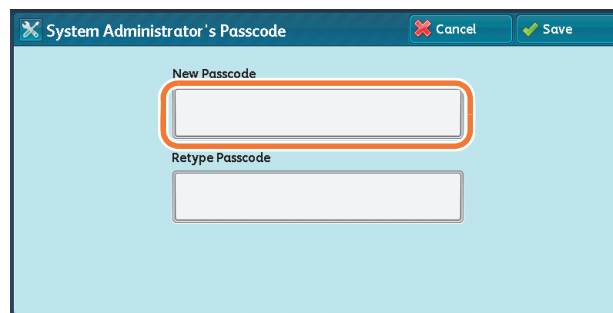 System Administrator's Passcode
Cancel
Save
New Passcode
Retype Passcode